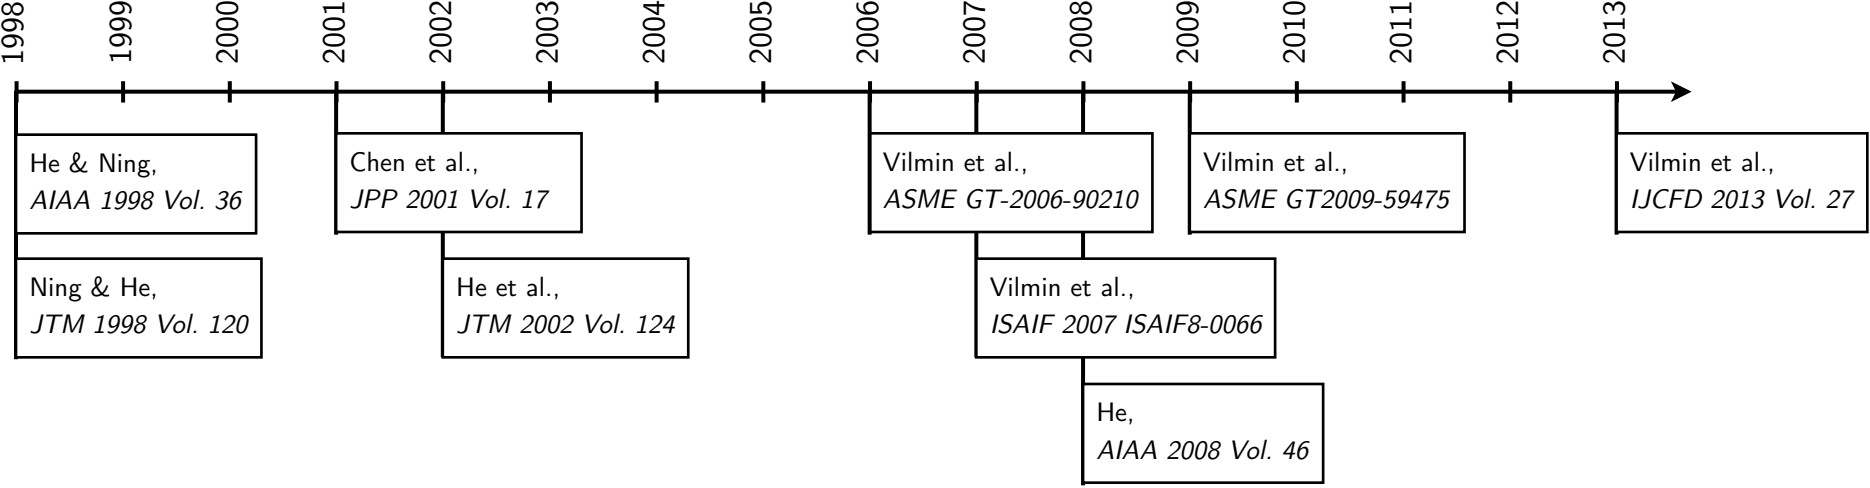 1998
1999
2000
2001
2002
2003
2004
2005
2006
2007
2008
2009
2010
2011
2012
2013
He & Ning,
AIAA 1998 Vol. 36
Chen et al.,
JPP 2001 Vol. 17
Vilmin et al.,
ASME GT-2006-90210
Vilmin et al.,
ASME GT2009-59475
Vilmin et al.,
IJCFD 2013 Vol. 27
Ning & He,
JTM 1998 Vol. 120
He et al.,
JTM 2002 Vol. 124
Vilmin et al.,
ISAIF 2007 ISAIF8-0066
He,
AIAA 2008 Vol. 46